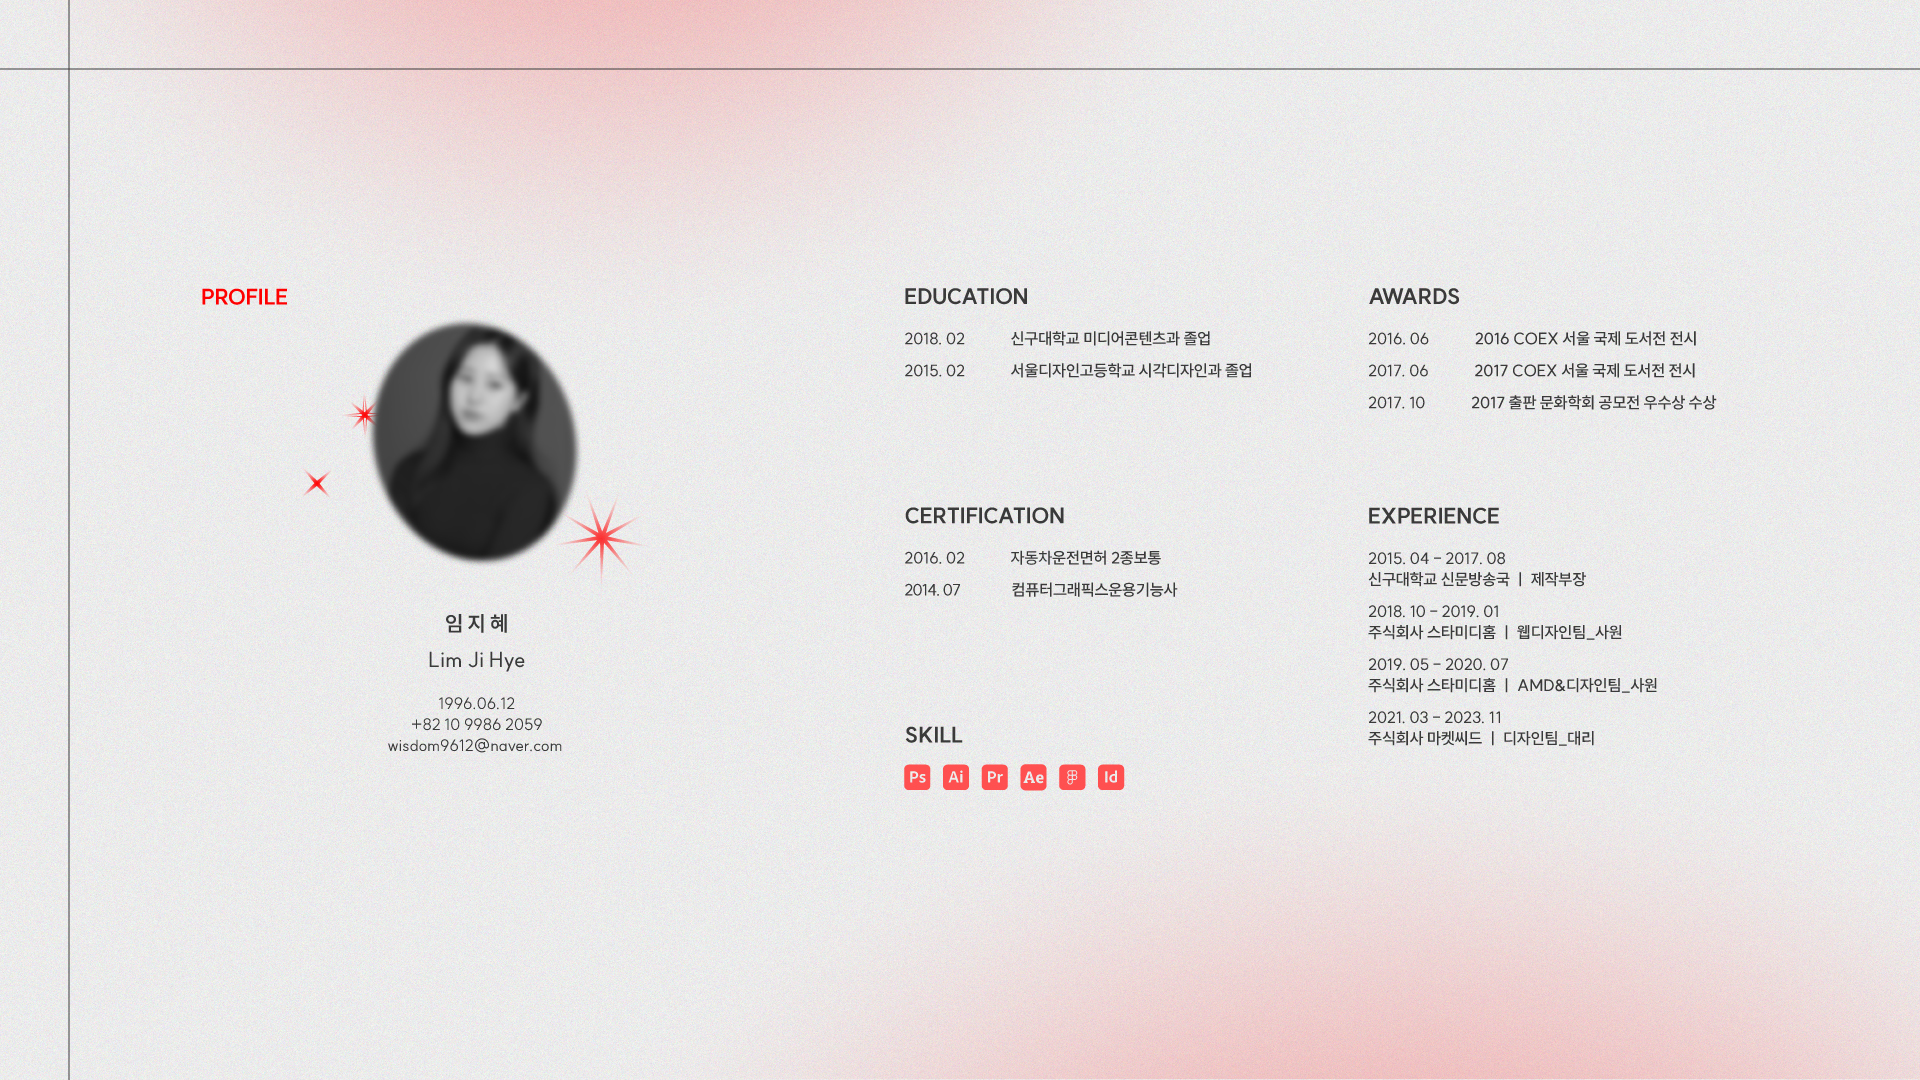 PROFILE
임 지 혜
Lim Ji Hye
1996.06.12
+82 10 9986 2059
wisdom9612@naver.com
EDUCATION
2018. 02 신구대학교 미디어콘텐츠과 졸업
2015. 02 서울디자인고등학교 시각디자인과 졸업
CERTIFICATION
2016. 02 자동차운전면허 2종보통
2014. 07 컴퓨터그래픽스운용기능사
SKILL
Ps Ai Pr Ae Id
AWARDS
2016. 06 2016 COEX 서울 국제 도서전 전시
2017. 06 2017 COEX 서울 국제 도서전 전시
2017. 10 2017 출판 문화학회 공모전 우수상 수상
EXPERIENCE
2015. 04 – 2017. 08
신구대학교 신문방송국 | 제작부장
2018. 10 – 2019. 01
주식회사 스타미디홈 | 웹디자인팀_사원
2019. 05 – 2020. 07
주식회사 스타미디홈 | AMD&디자인팀_사원
2021. 03 – 2023. 11
주식회사 마켓씨드 | 디자인팀_대리